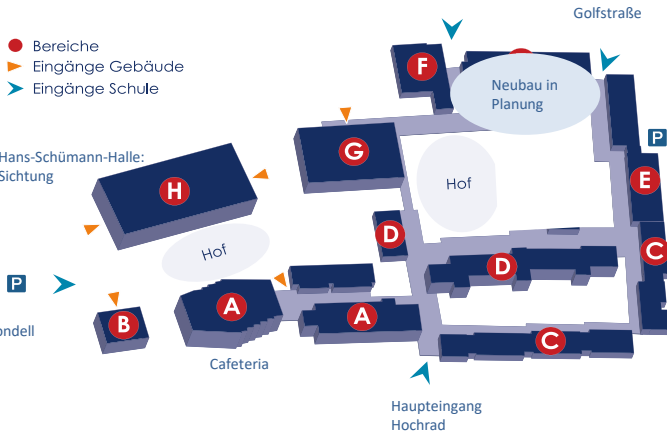 Golfstraße
Bereiche
Eingänge Gebäude
Eingänge Schule
F
Neubau in
Planung
P
G
Hans-Schümann-Halle:
Sichtung
H
Hof
E
D
C
Hof
D
P
A
A
B
C
Cafeteria
Haupteingang
Hochrad